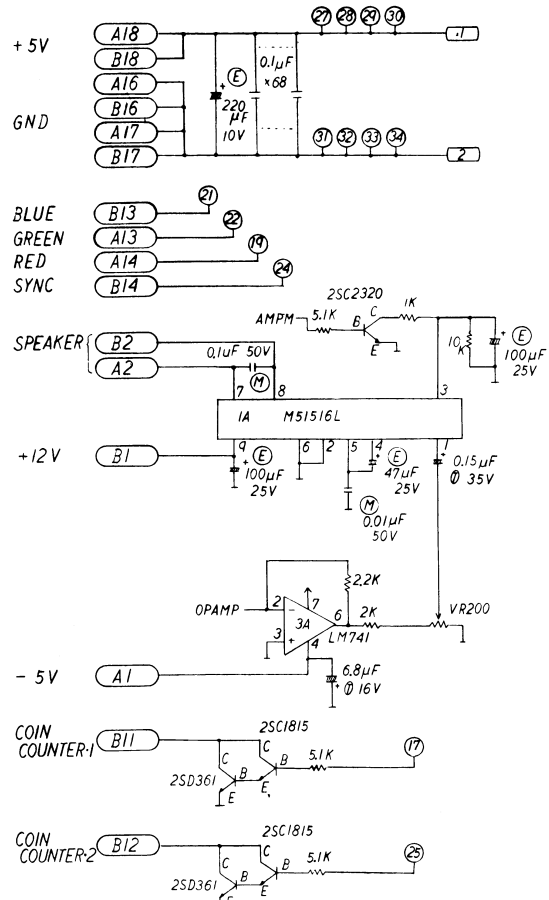 27 28 29 30
+5V A18 .1
B18
A16 + E 0.1μF
×68
B16 220
μF
GND A17 10V
B17 31 32 33 34 2
21
BLUE B13
22
GREEN A13
19
RED A14
24
SYNC B14
2SC2320
AMPM 5.1K B C E 1K
10K + E
100μF
25V
SPEAKER B2
A2 0.1uF 50V
M
7 8 3
1A M51516L
9 6 2 5 4 1
+12V B1
+ E
100μF
25V
E +
47μF
25V
+ 0.15μF
T 35V
M
0.01μF
50V
2.2K
OPAMP 2 - 7 6 2K VR200
3 + 3A 4 LM741
-5V A1
6.8μF
+ T 16V
COIN
COUNTER·1 B11
2SC1815
C C B 5.1K 17
2SD361 B E
E
COIN
COUNTER·2 B12
2SC1815
C C B 5.1K 25
2SD361 B E
E